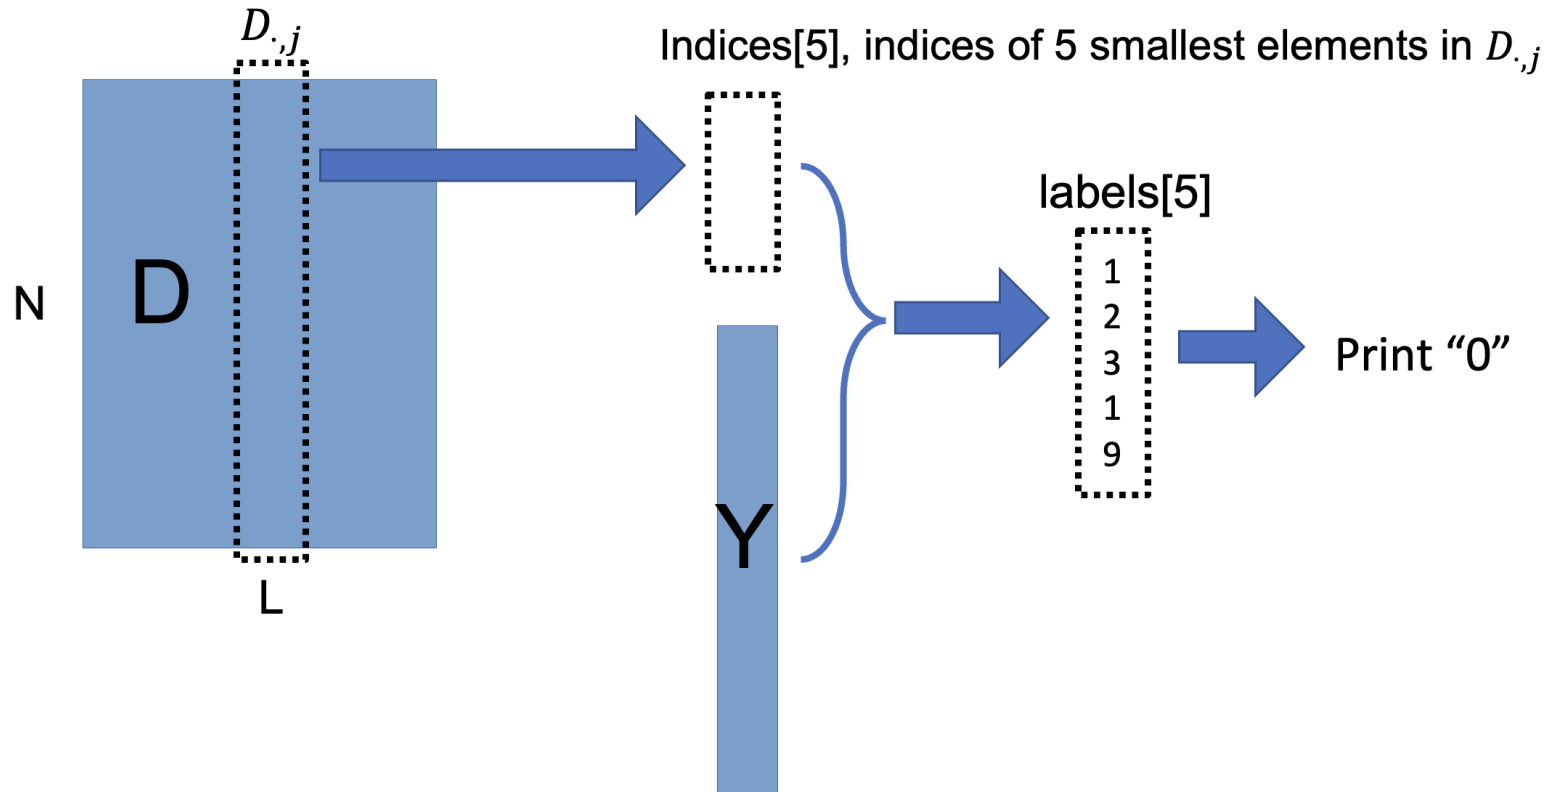 D.,j
Indices[5], indices of 5 smallest elements in D.,j
labels[5]
N
D
L
Y
1
2
3
1
9
Print “0”